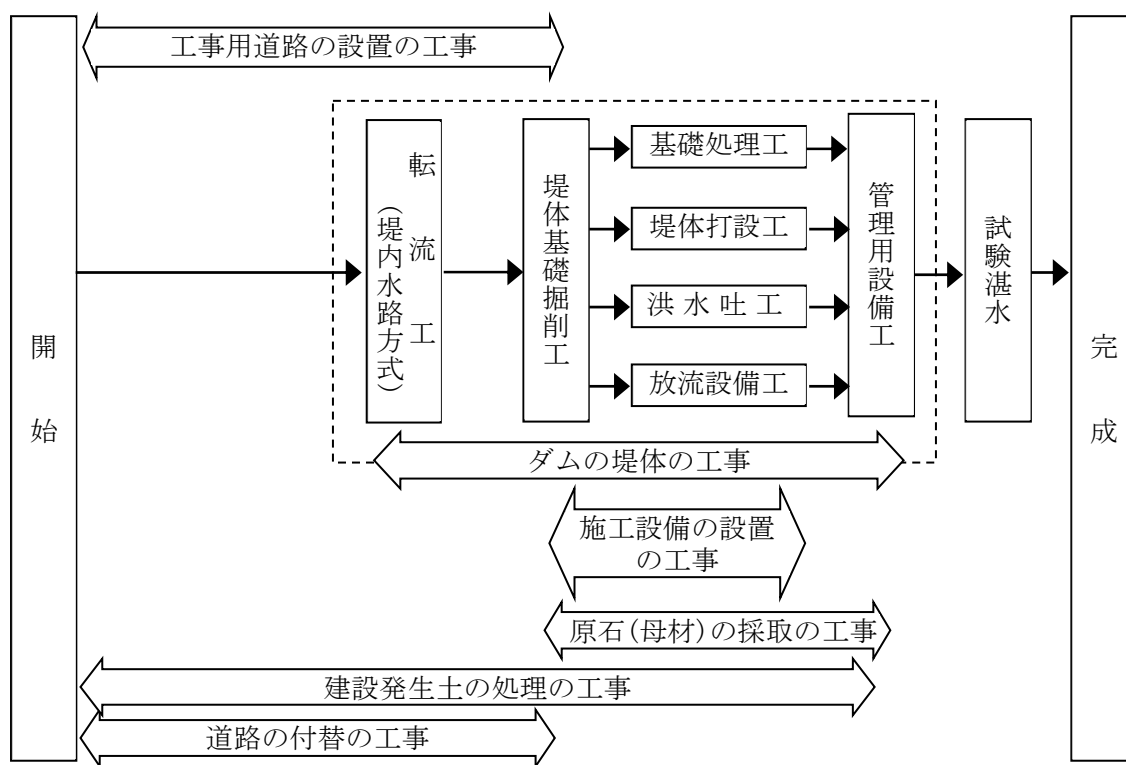 開始
工事用道路の設置の工事
転流工
(堤内水路方式)
堤体基礎掘削工
基礎処理工
堤体打設工
洪水吐工
放流設備工
管理用設備工
試験湛水
完成
ダムの堤体の工事
施工設備の設置
の工事
原石(母材)の採取の工事
建設発生土の処理の工事
道路の付替の工事